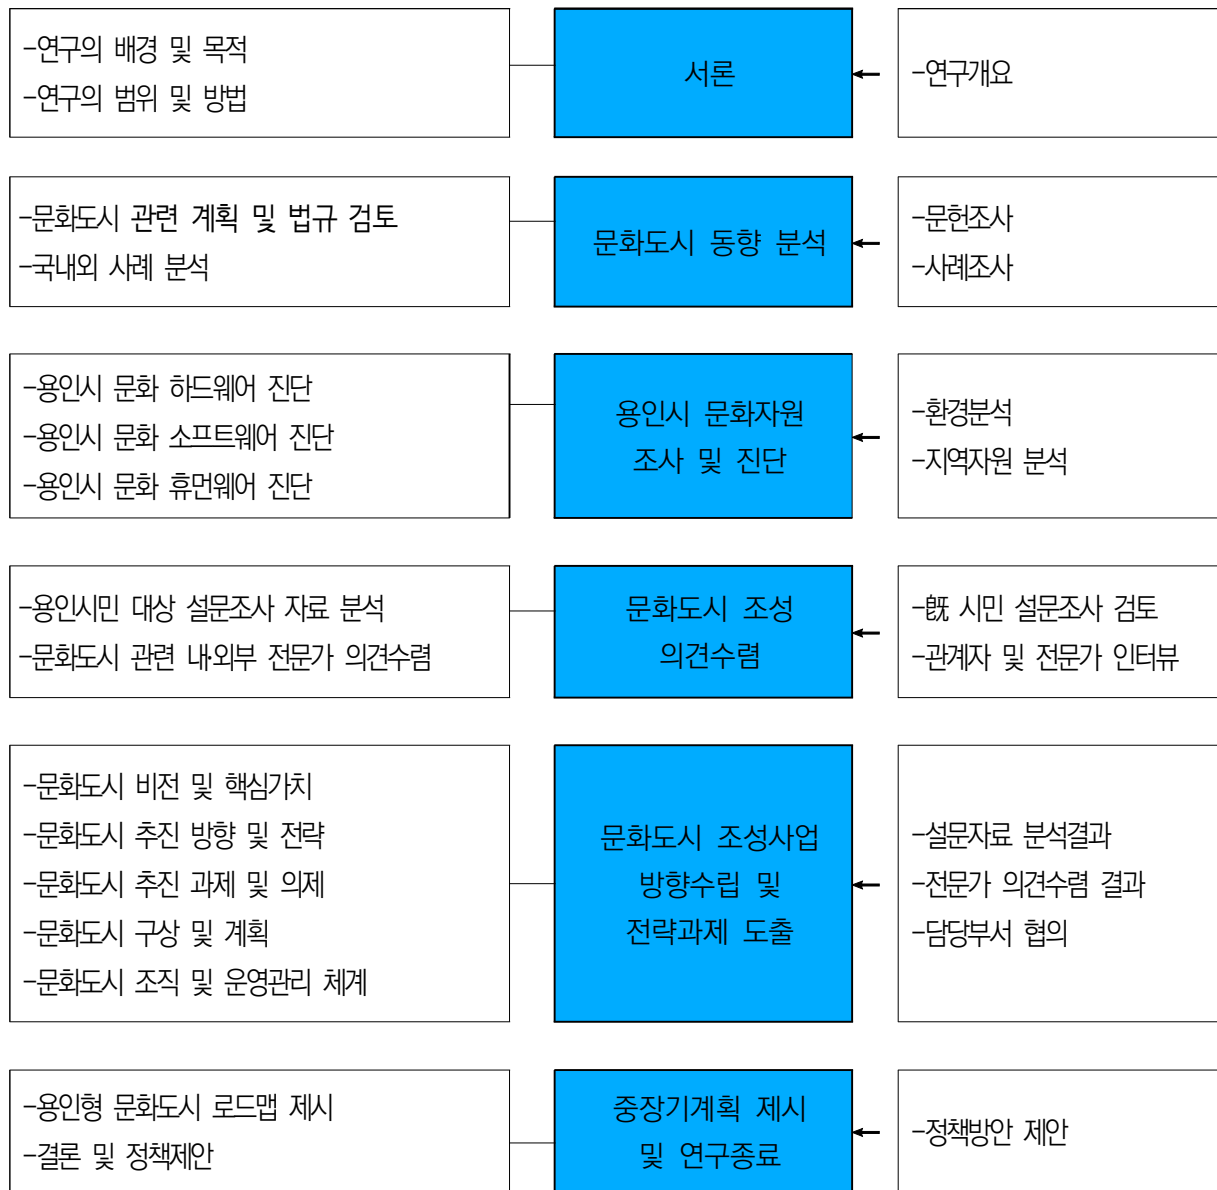 -연구의 배경 및 목적
-연구의 범위 및 방법
서론
-연구개요
-문화도시 관련 계획 및 법규 검토
-국내외 사례 분석
문화도시 동향 분석
-문헌조사
-사례조사
-용인시 문화 하드웨어 진단
-용인시 문화 소프트웨어 진단
-용인시 문화 휴먼웨어 진단
용인시 문화자원
조사 및 진단
-환경분석
-지역자원 분석
-용인시민 대상 설문조사 자료 분석
-문화도시 관련 내·외부 전문가 의견수렴
문화도시 조성
의견수렴
-旣 시민 설문조사 검토
-관계자 및 전문가 인터뷰
-문화도시 비전 및 핵심가치
-문화도시 추진 방향 및 전략
-문화도시 추진 과제 및 의제
-문화도시 구상 및 계획
-문화도시 조직 및 운영관리 체계
문화도시 조성사업
방향수립 및
전략과제 도출
-설문자료 분석결과
-전문가 의견수렴 결과
-담당부서 협의
-용인형 문화도시 로드맵 제시
-결론 및 정책제안
중장기계획 제시
및 연구종료
-정책방안 제안